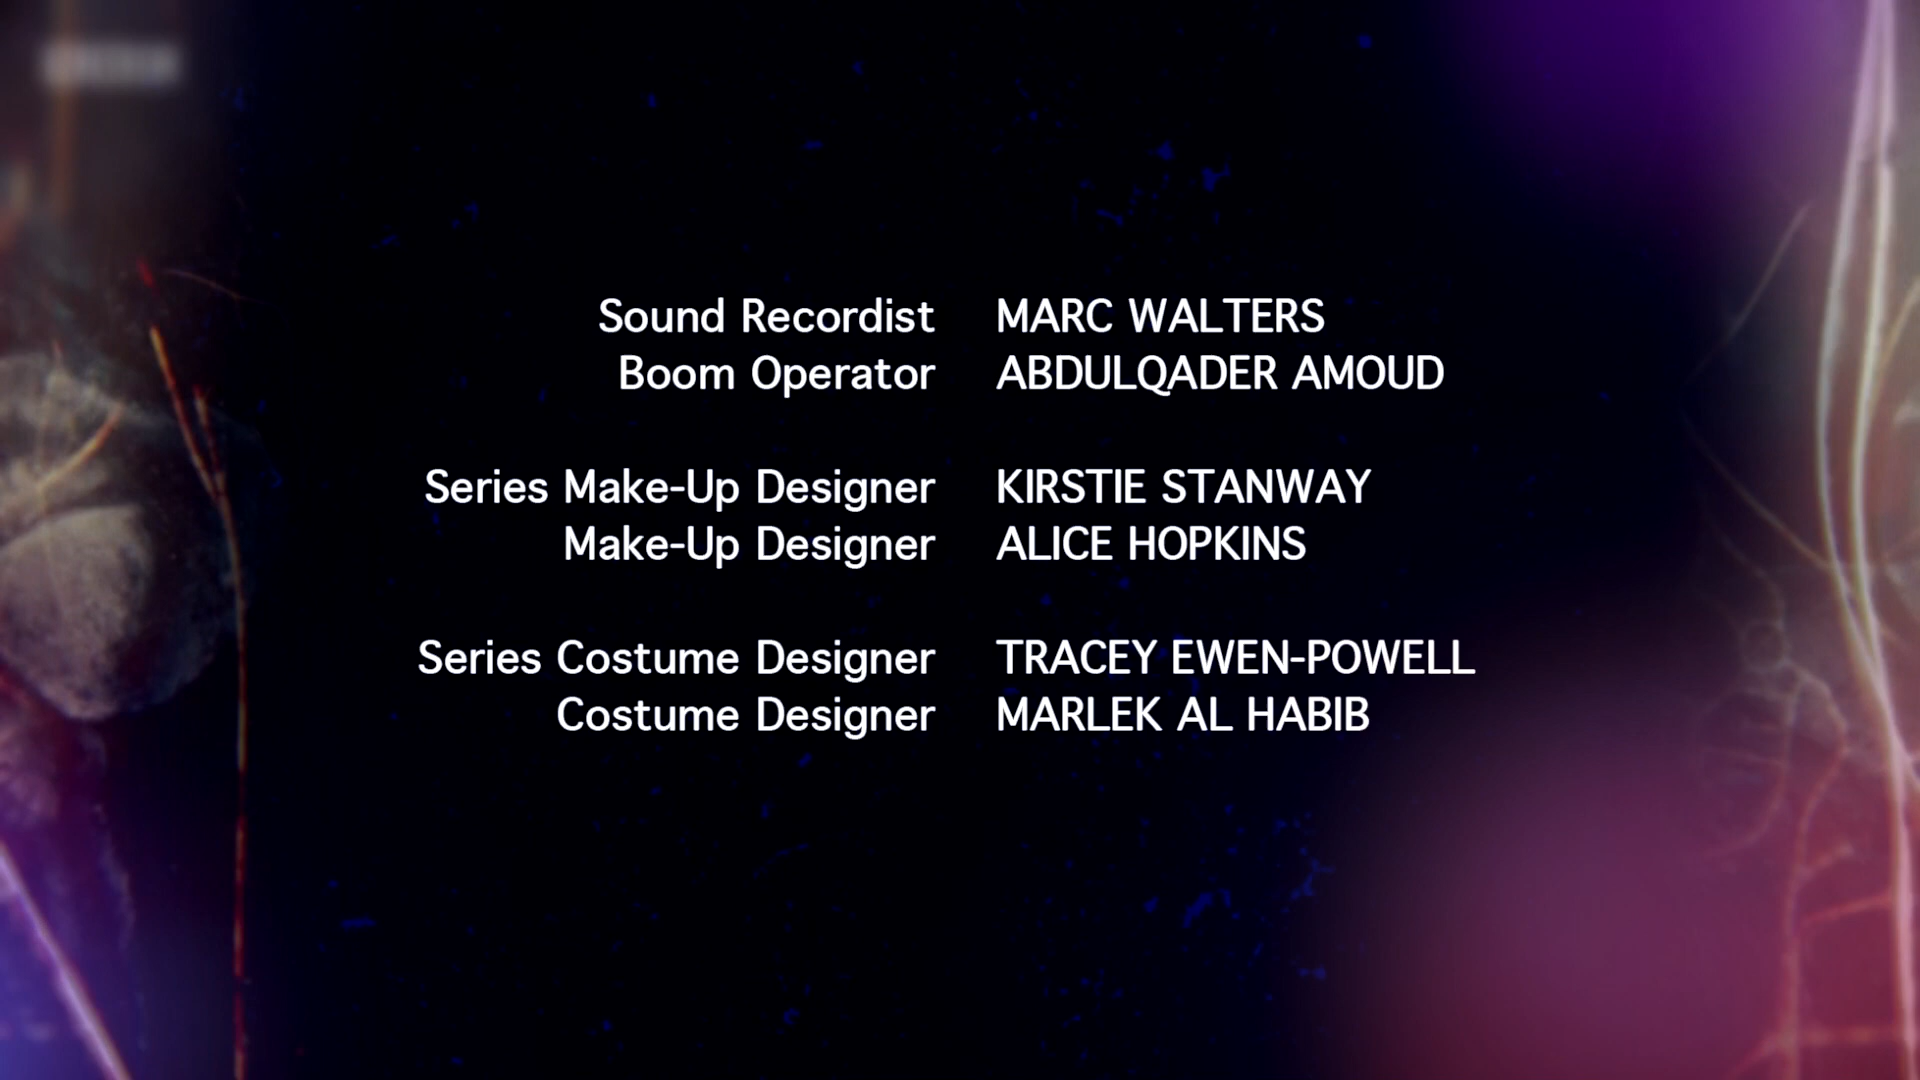 Sound Recordist MARC WALTERS
Boom Operator ABDULQADER AMOUD
Series Make-Up Designer KIRSTIE STANWAY
Make-Up Designer ALICE HOPKINS
Series Costume Designer TRACEY EWEN-POWELL
Costume Designer MARLEK AL HABIB